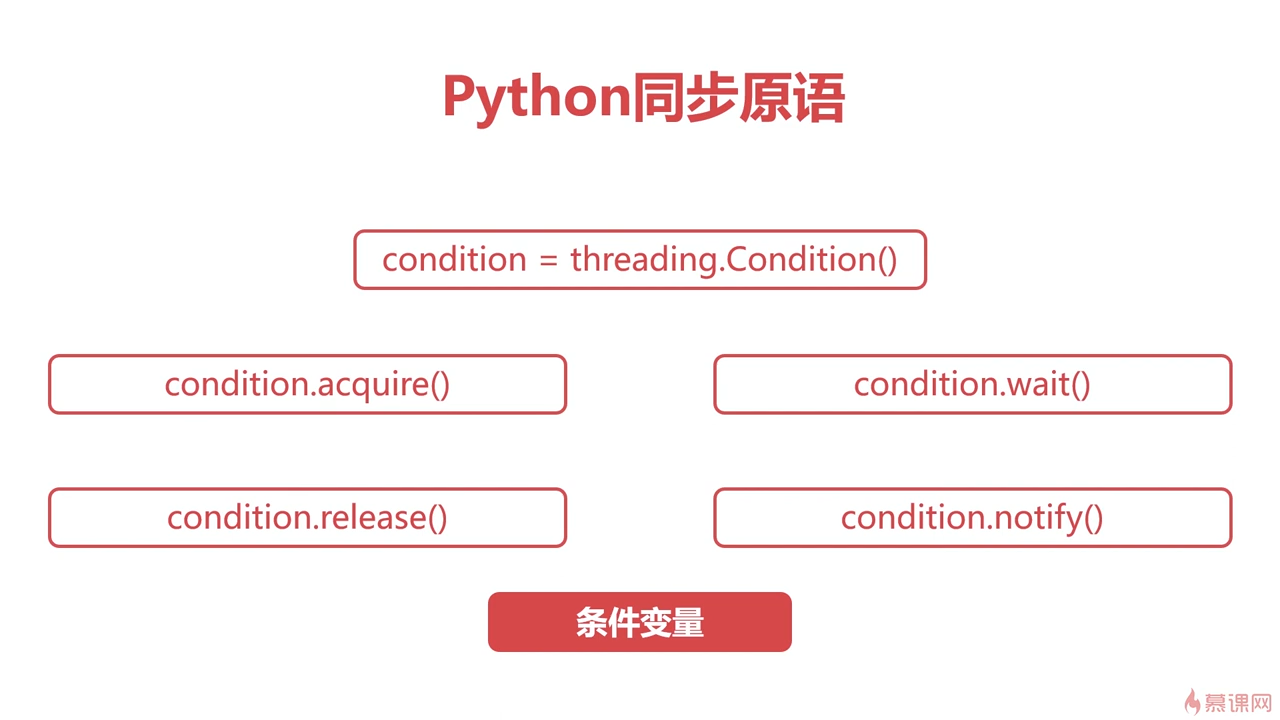 Python同步原语
condition = threading.Condition()
condition.acquire()
condition.wait()
condition.release()
condition.notify()
条件变量
慕课网